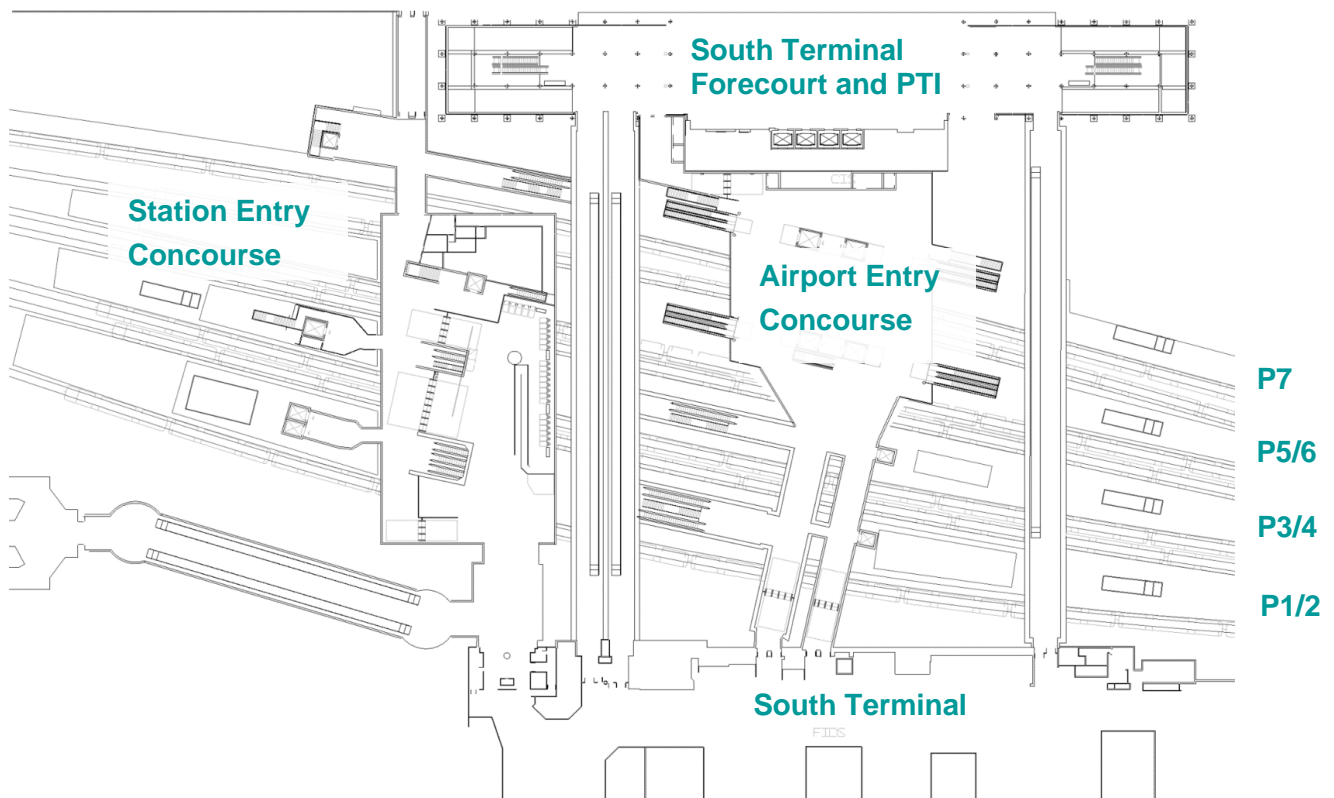 South Terminal
Forecourt and PTI
CIS
Station Entry
Concourse
Airport Entry
Concourse
P7
P5/6
P3/4
P1/2
South Terminal
FIDS